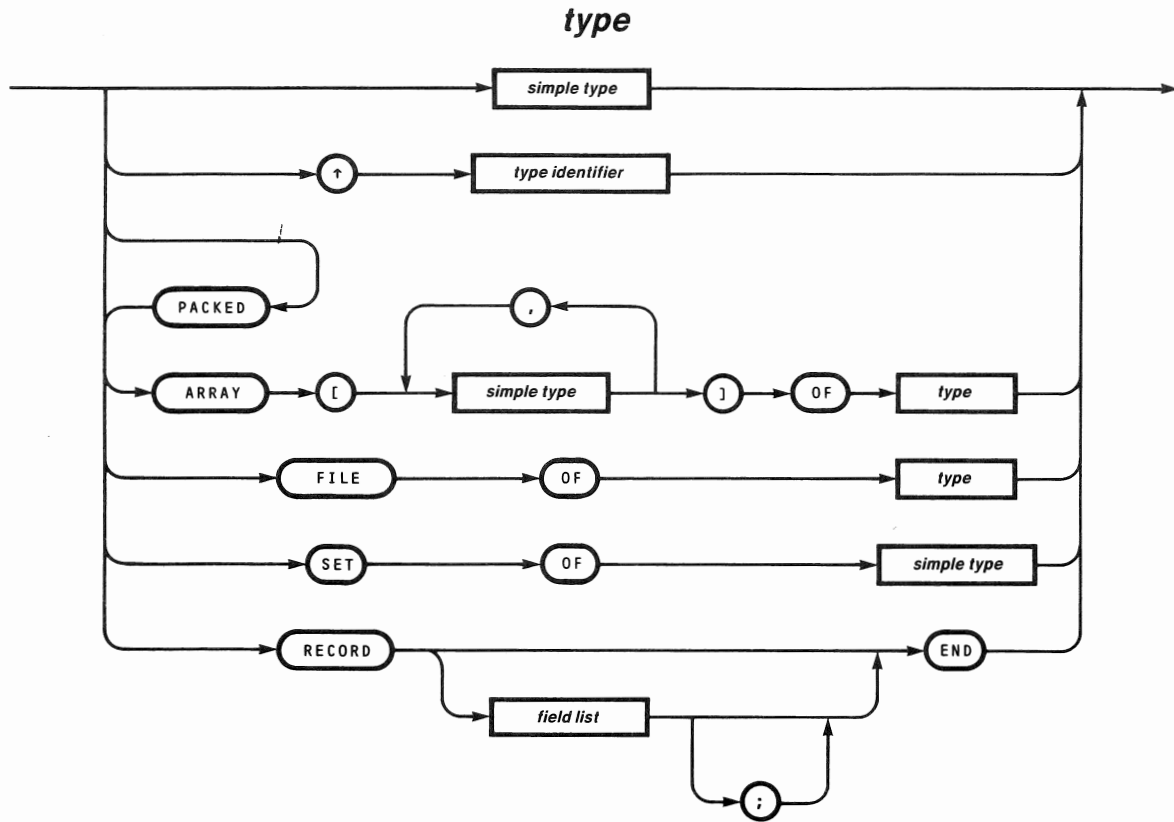 type
simple type
↑ type identifier
PACKED
,
ARRAY [ simple type ] OF type
FILE OF type
SET OF simple type
RECORD END
field list
;